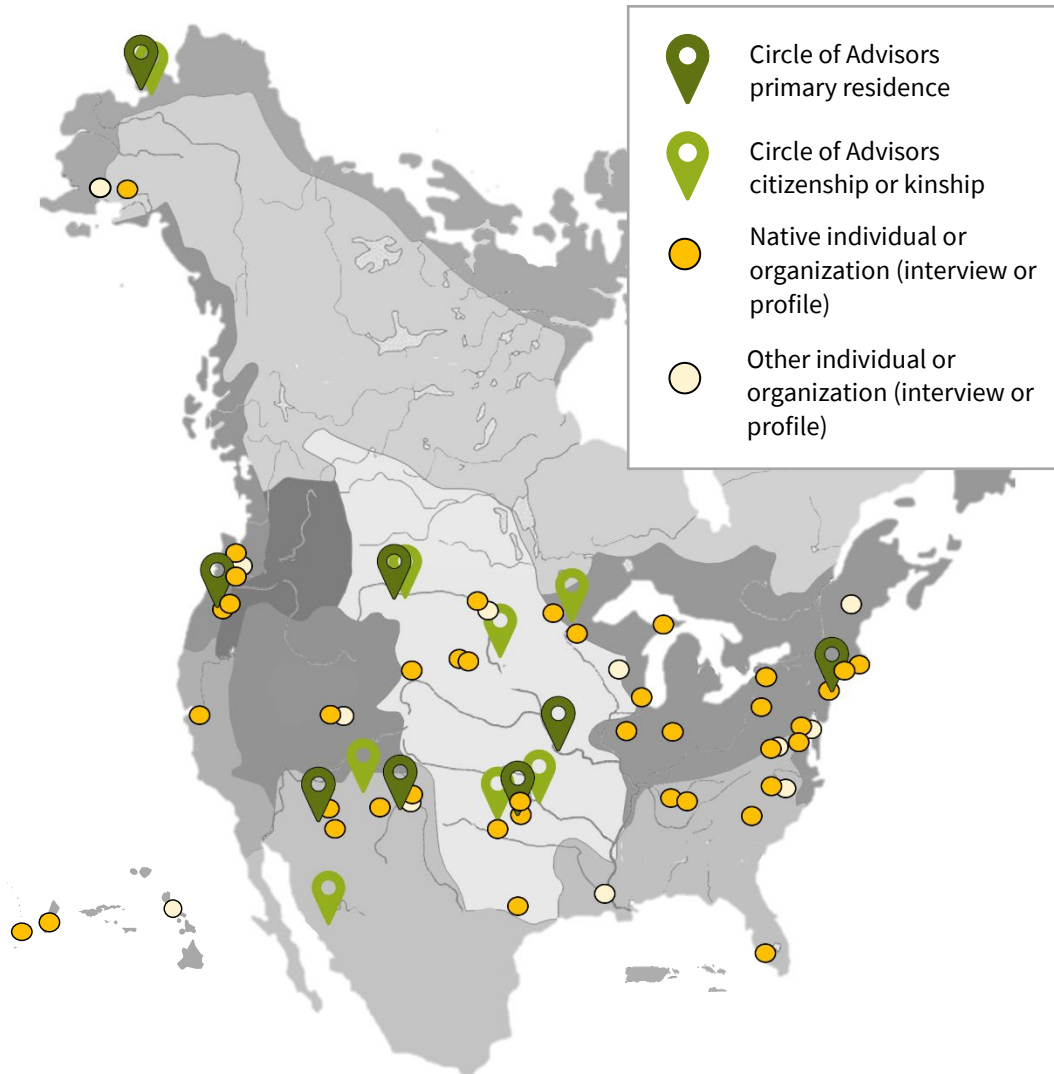 Circle of Advisors
primary residence
Circle of Advisors
citizenship or kinship
Native individual or
organization (interview or
profile)
Other individual or
organization (interview or
profile)